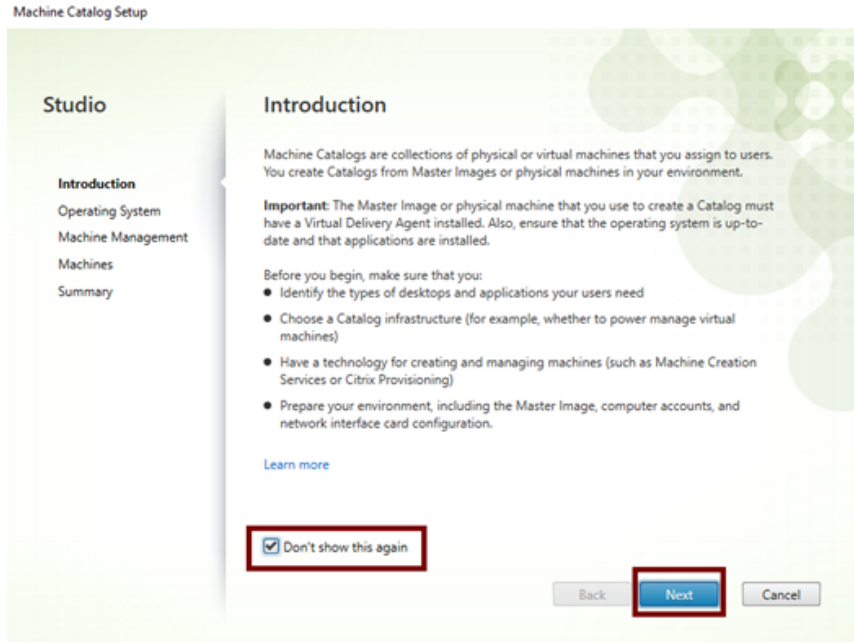 Machine Catalog Setup
Studio
Introduction
Operating System
Machine Management
Machines
Summary
Introduction
Machine Catalogs are collections of physical or virtual machines that you assign to users.
You create Catalogs from Master Images or physical machines in your environment.
Important: The Master Image or physical machine that you use to create a Catalog must
have a Virtual Delivery Agent installed. Also, ensure that the operating system is up-to-
date and that applications are installed.
Before you begin, make sure that you:
● Identify the types of desktops and applications your users need
● Choose a Catalog infrastructure (for example, whether to power manage virtual
machines)
● Have a technology for creating and managing machines (such as Machine Creation
Services or Citrix Provisioning)
● Prepare your environment, including the Master Image, computer accounts, and
network interface card configuration.
Learn more
Don't show this again
Back
Next
Cancel